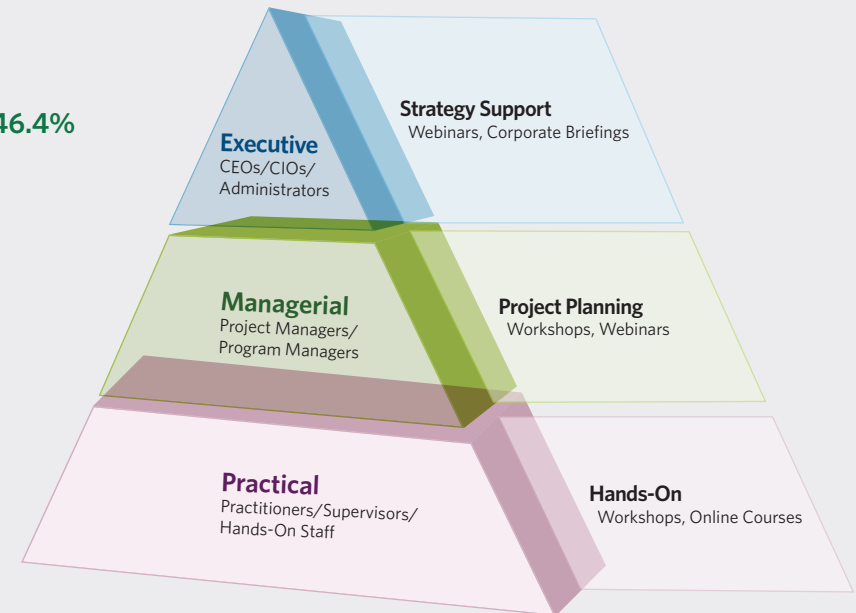 46.4%
Executive
CEOs/CIOs/
Administrators
Strategy Support
Webinars, Corporate Briefings
Managerial
Project Managers/
Program Managers
Project Planning
Workshops, Webinars
Practical
Practitioners/Supervisors/
Hands-On Staff
Hands-On
Workshops, Online Courses